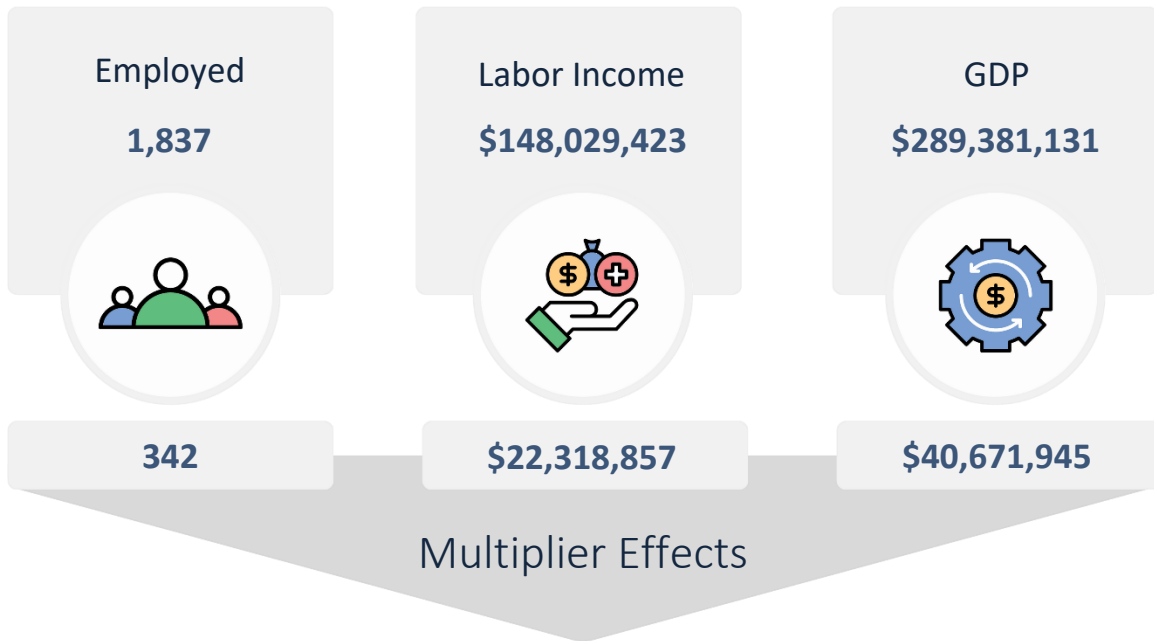 Employed
1,837
Labor Income
$148,029,423
GDP
$289,381,131
342
$22,318,857
$40,671,945
Multiplier Effects